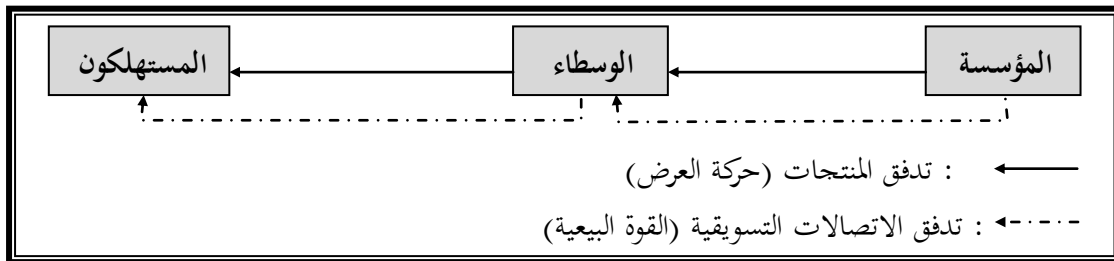 المؤسسة الوسطاء المستهلكون
: تدفق المنتجات (حركة العرض)
: تدفق الاتصالات التسويقية (القوة البيعية)